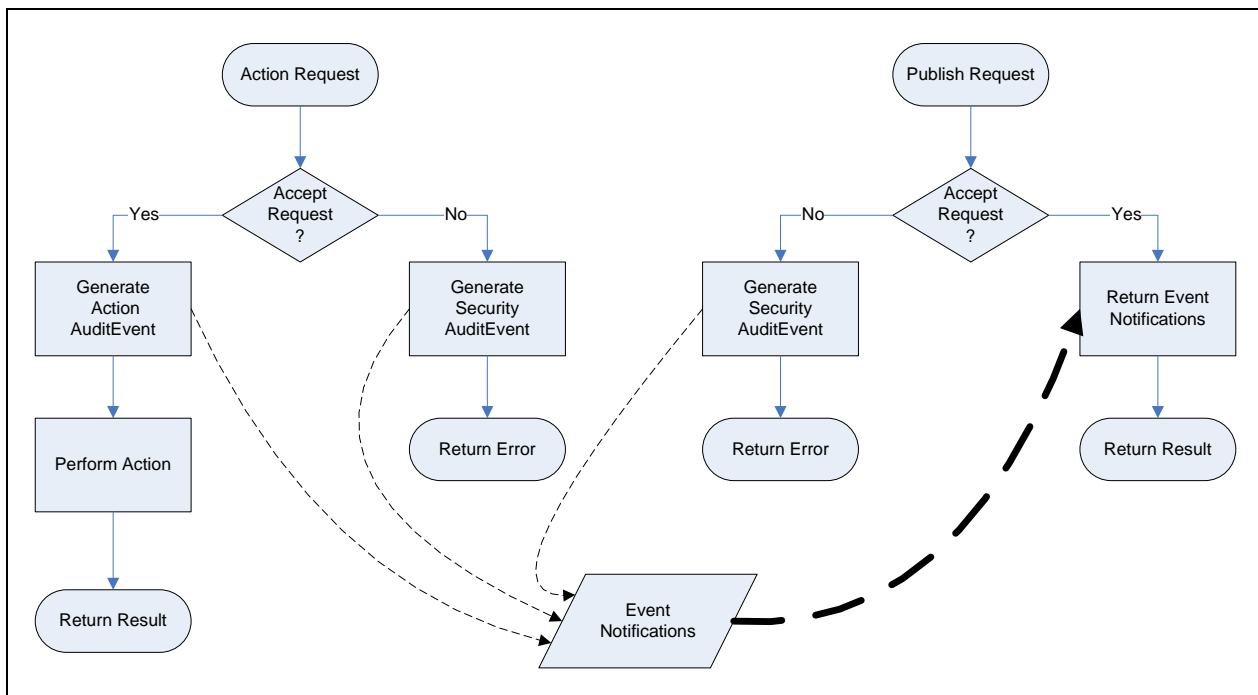 Action Request
Publish Request
Accept
Request
?
Accept
Request
?
Yes
No
No
Yes
Generate
Action
AuditEvent
Generate
Security
AuditEvent
Generate
Security
AuditEvent
Return Event
Notifications
Perform Action
Return Error
Return Error
Return Result
Return Result
Event
Notifications